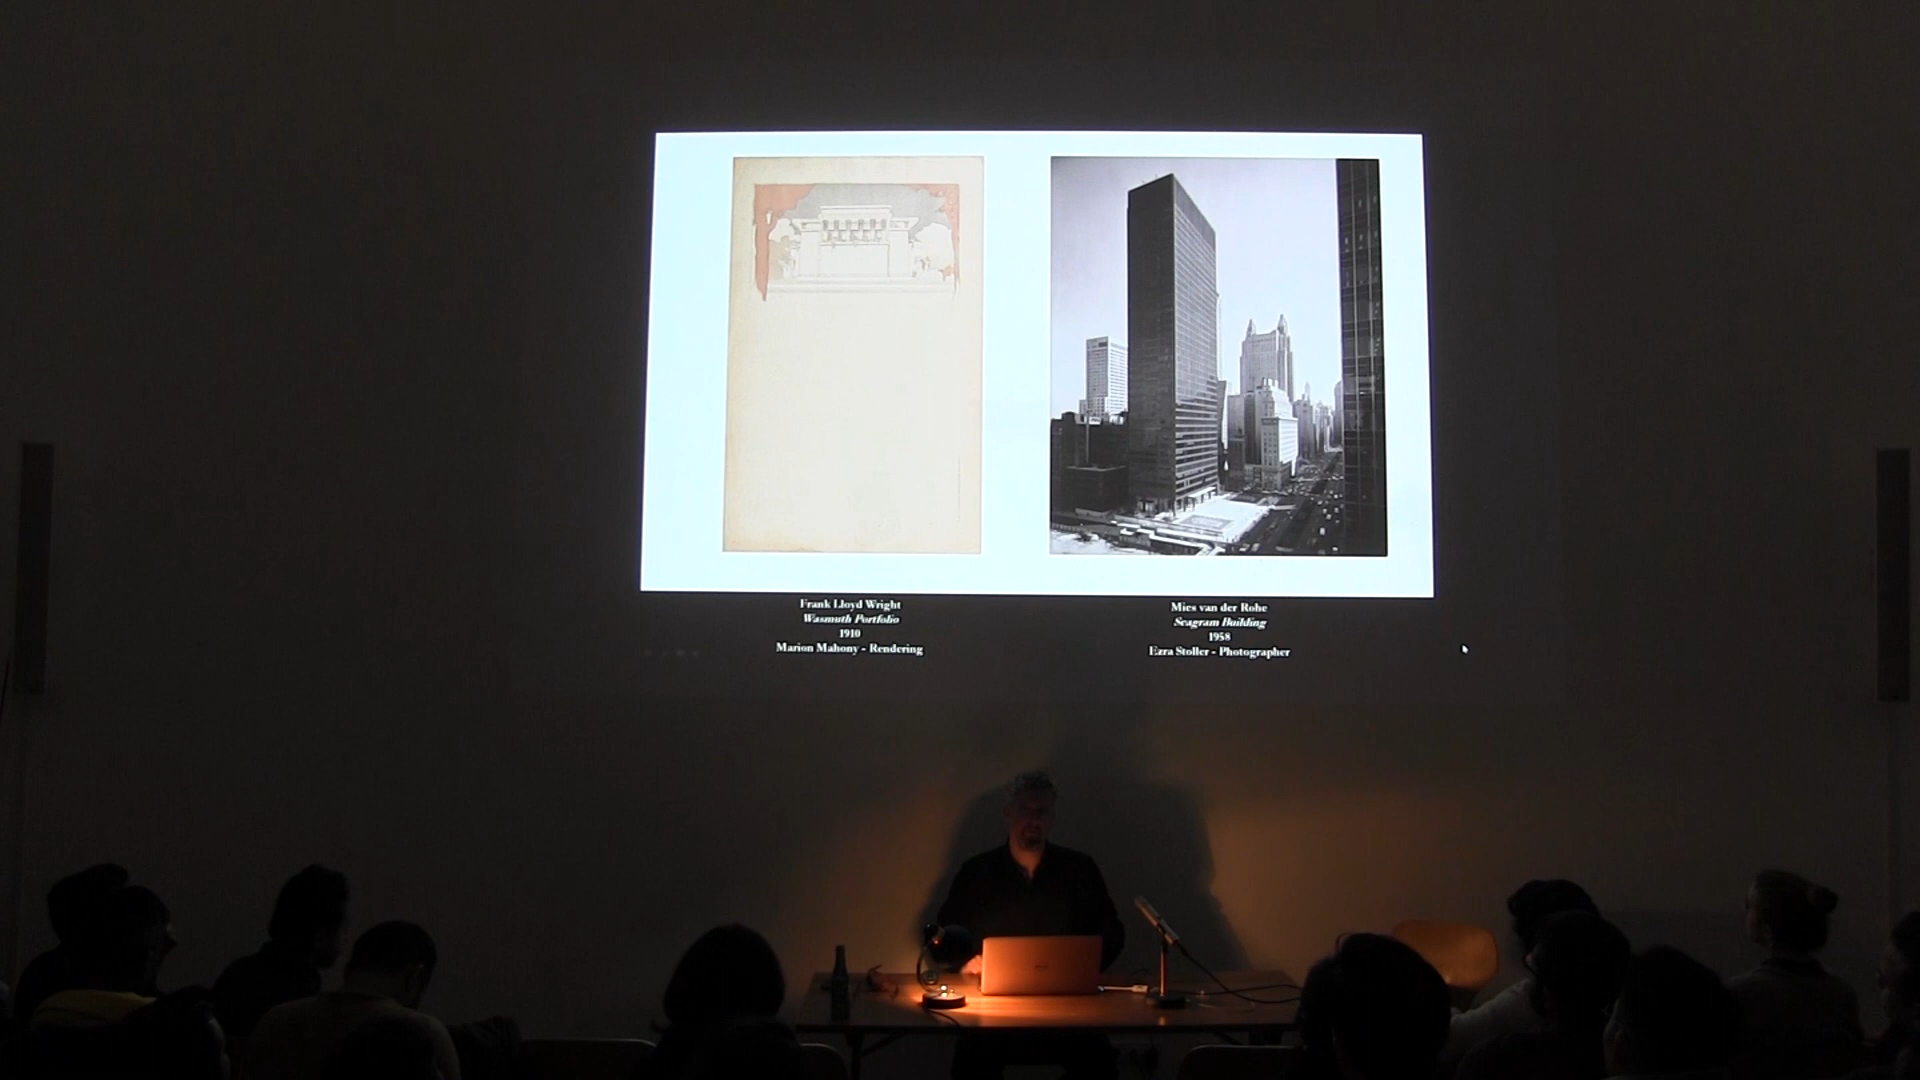 Frank Lloyd Wright
Wasmuth Portfolio
1910
Marion Mahony - Rendering
Mies van der Rohe
Seagram Building
1958
Ezra Stoller - Photographer